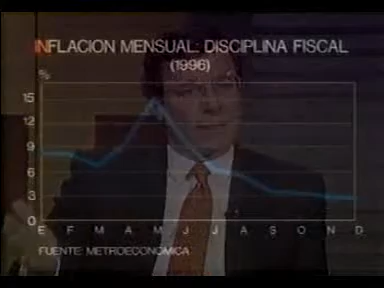 INFLACION MENSUAL: DISCIPLINA FISCAL
(1996)
%
15
12
9
6
3
0
E F M A M J J A S O N D
FUENTE: METROECONOMICA